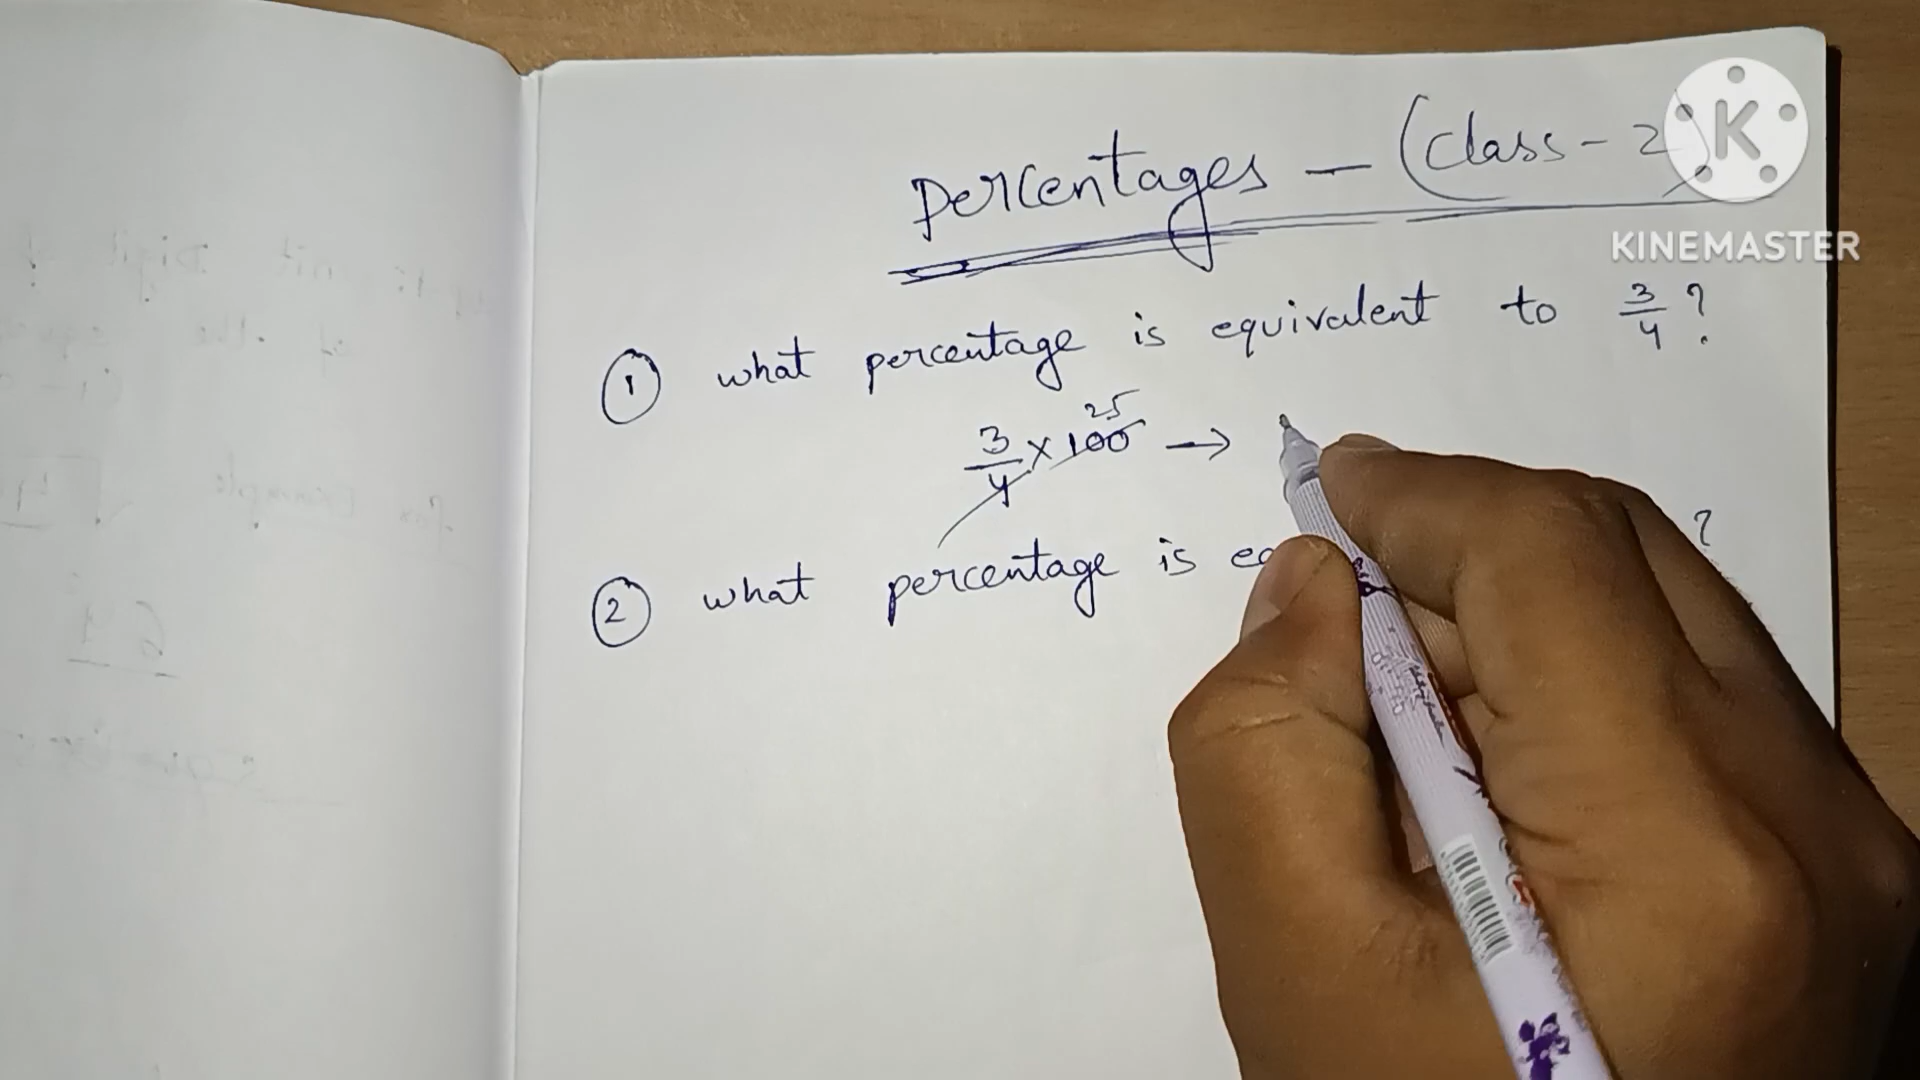 Percentages - (Class - 2)
K
KINEMASTER
① what percentage is equivalent to 3/4 ?
25
3/4 × 100 →
② what percentage is ?